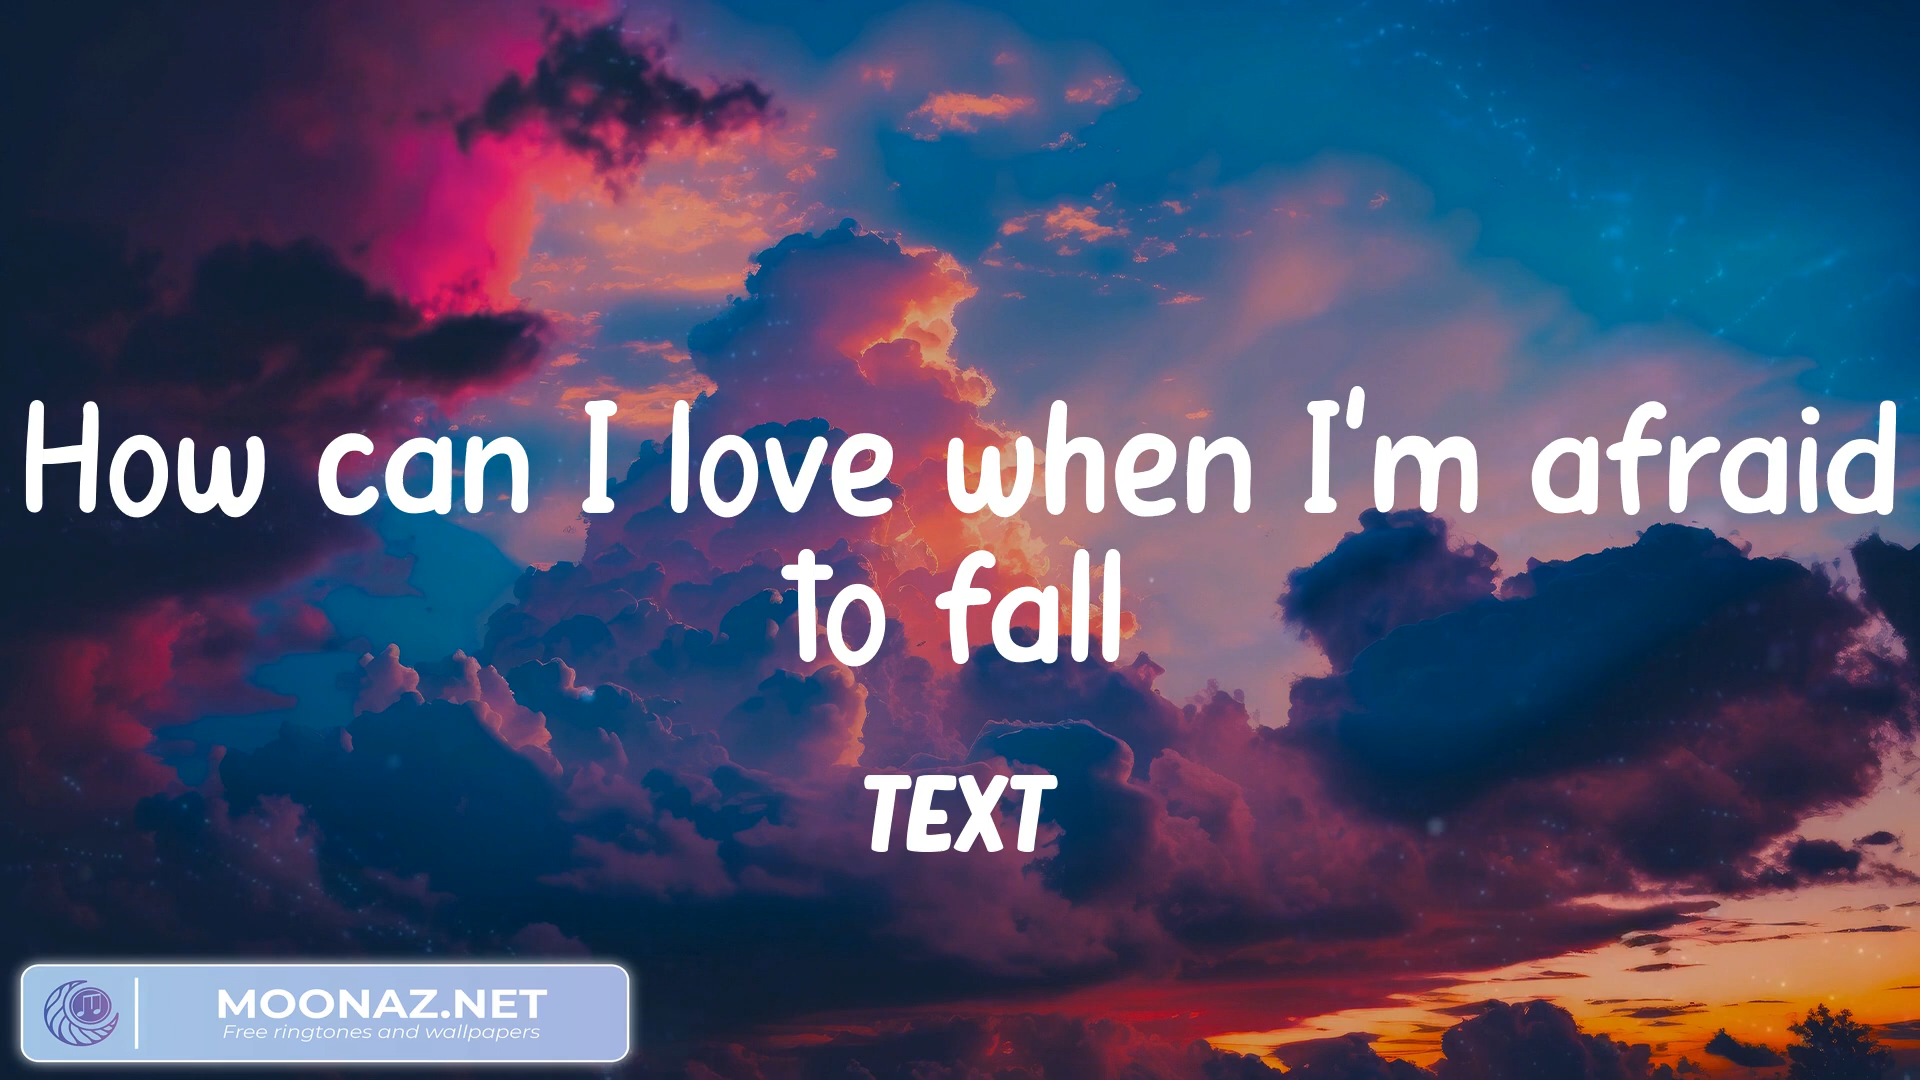 How can I love when I'm afraid
to fall
TEXT
MOONAZ.NET
Free ringtones and wallpapers